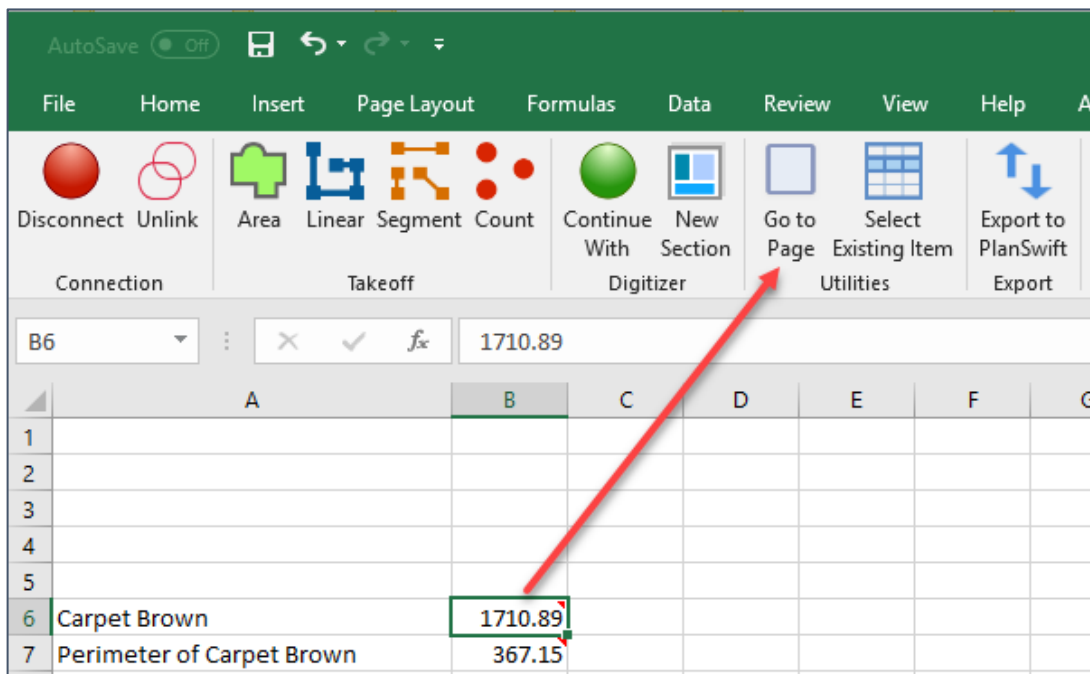 AutoSave Off
File Home Insert Page Layout Formulas Data Review View Help A
Disconnect Unlink Area Linear Segment Count Continue With New Section Go to Page Select Existing Item Export to PlanSwift
Connection Takeoff Digitizer Utilities Export
B6 fx 1710.89
A B C D E F G
1
2
3
4
5
6 Carpet Brown 1710.89
7 Perimeter of Carpet Brown 367.15